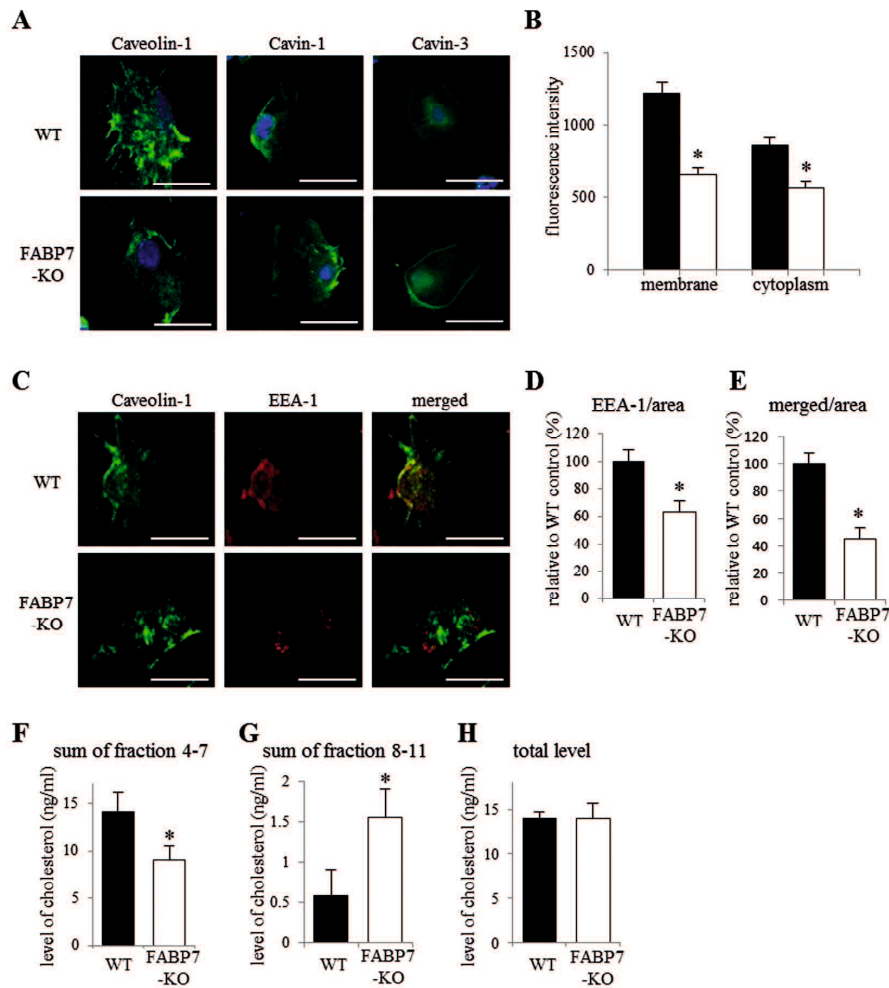 A
Caveolin-1 Cavin-1 Cavin-3
WT
FABP7
-KO
B
fluorescence intensity
1500
1000
500
0
* *
membrane cytoplasm
C
Caveolin-1 EEA-1 merged
WT
FABP7
-KO
D
EEA-1/area
relative to WT control (%)
120
100
80
60
40
20
0
*
WT FABP7
-KO
E
merged/area
relative to WT control (%)
120
100
80
60
40
20
0
*
WT FABP7
-KO
F
sum of fraction 4-7
level of cholesterol (ng/ml)
15
10
5
0
*
WT FABP7
-KO
G
sum of fraction 8-11
level of cholesterol (ng/ml)
2
1.5
1
0.5
0
*
WT FABP7
-KO
H
total level
level of cholesterol (ng/ml)
15
10
5
0
WT FABP7
-KO